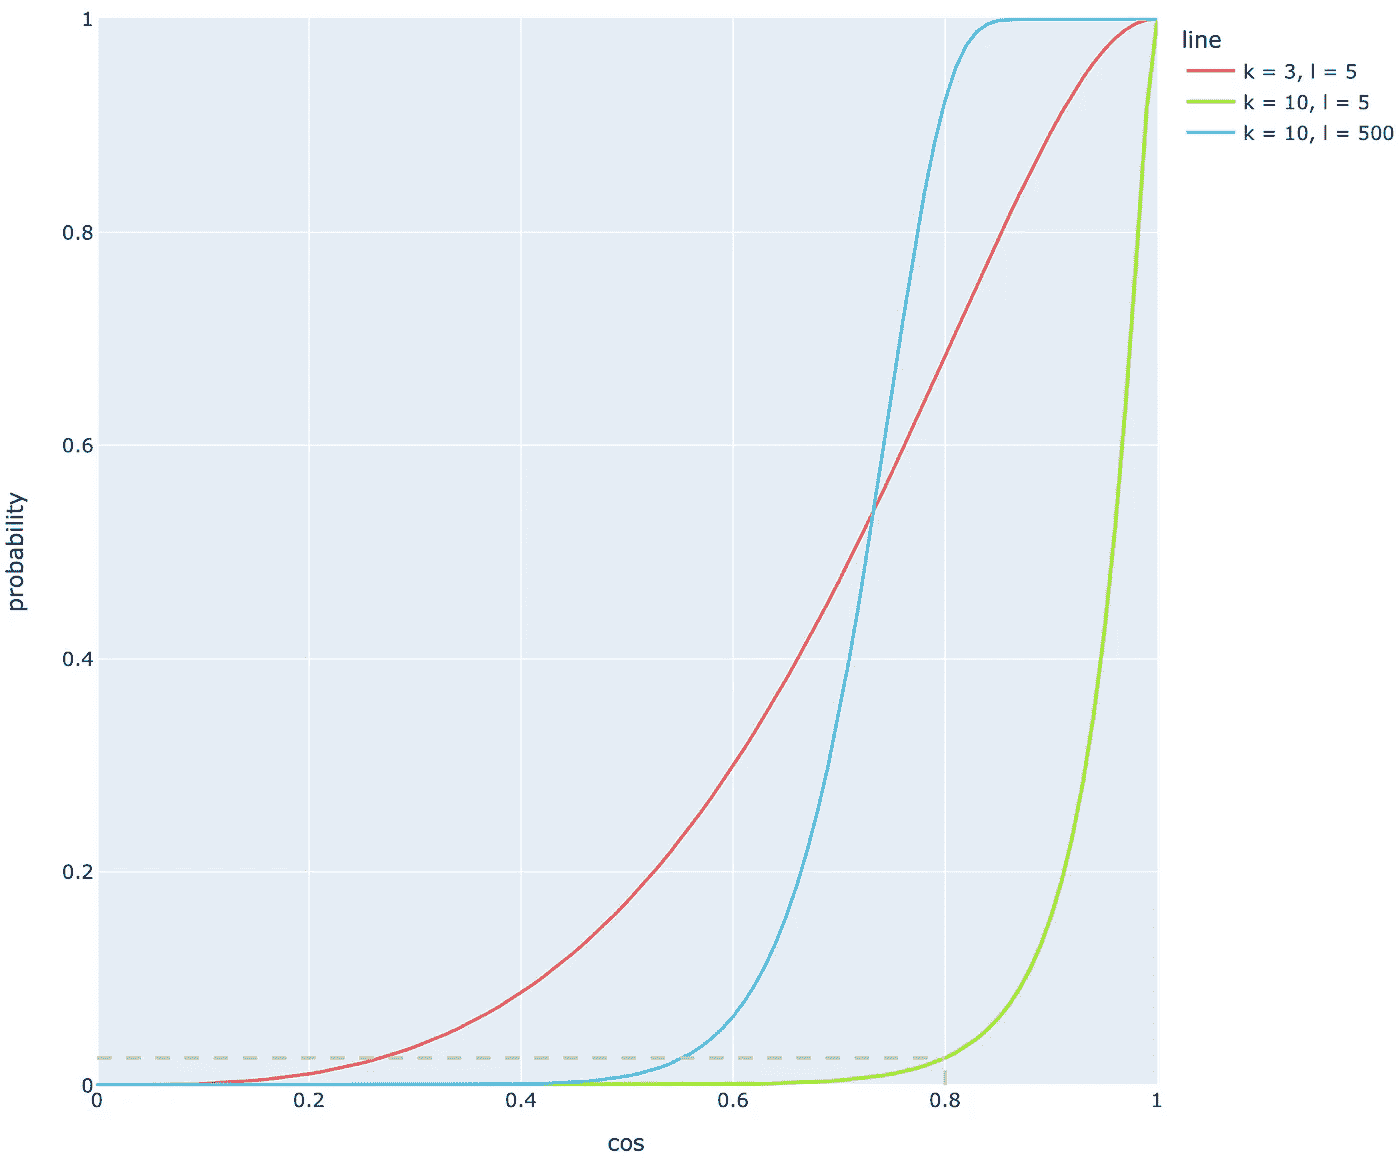 line
k = 3, l = 5
k = 10, l = 5
k = 10, l = 500
probability
1
0.8
0.6
0.4
0.2
0
0 0.2 0.4 0.6 0.8 1
cos